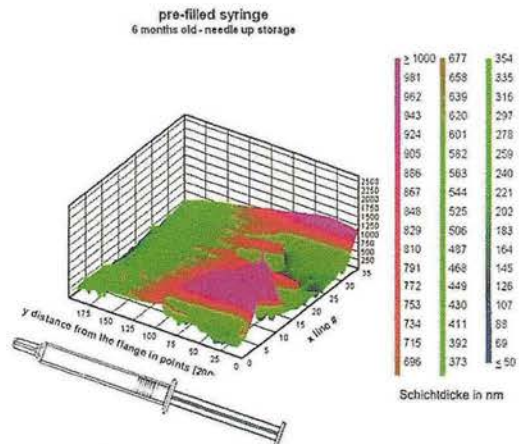 pre-filled syringe
6 months old - needle up storage
≥ 1000 677 354
981 658 335
962 639 316
943 620 297
924 601 278
905 582 259
886 563 240
867 544 221
848 525 202
829 506 183
810 487 164
791 468 145
772 449 126
753 430 107
734 411 88
715 392 69
696 373 ≤ 50
2500
2250
2000
1750
1500
1250
1000
750
500
250
35
30
25
20
15
10
5
0
x line #
175 150 125 100 75 50 25 0
y distance from the flange in points
Schichtdicke in nm